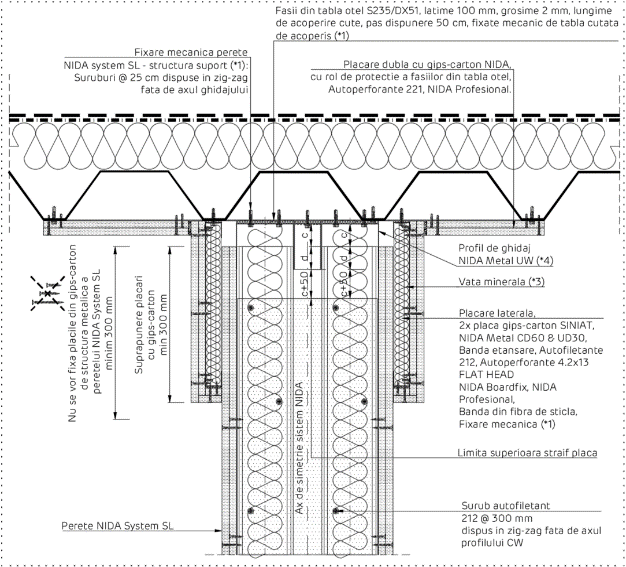 Fasii din tabla otel S235/DX51, latime 100 mm, grosime 2 mm, lungime
de acoperire cute, pas dispunere 50 cm, fixate mecanic de tabla cutata
de acoperis (*1)
Fixare mecanica perete
NIDA system SL - structura suport (*1):
Suruburi @ 25 cm dispuse in zig-zag
fata de axul ghidajului
Placare dubla cu gips-carton NIDA,
cu rol de protectie a fasiilor din tabla otel,
Autoperforante 221, NIDA Profesional.
c
d
c+50
c
d
c+50
Profil de ghidaj
NIDA Metal UW (*4)
Vata minerala (*3)
Placare laterala,
2x placa gips-carton SINIAT,
NIDA Metal CD60 & UD30,
Banda etansare, Autofiletante
212, Autoperforante 4.2x13
FLAT HEAD
NIDA Boardfix, NIDA
Profesional,
Banda din fibra de sticla,
Fixare mecanica (*1)
Nu se vor fixa placile din gips-carton
de structura metalica a
peretelui NIDA System SL
minim 300 mm
Suprapunere placari
cu gips-carton
min 300 mm
Ax de simetrie sistem NIDA
Limita superioara straif placa
Surub autofiletant
212 @ 300 mm
dispus in zig-zag fata de axul
profilului CW
Perete NIDA System SL